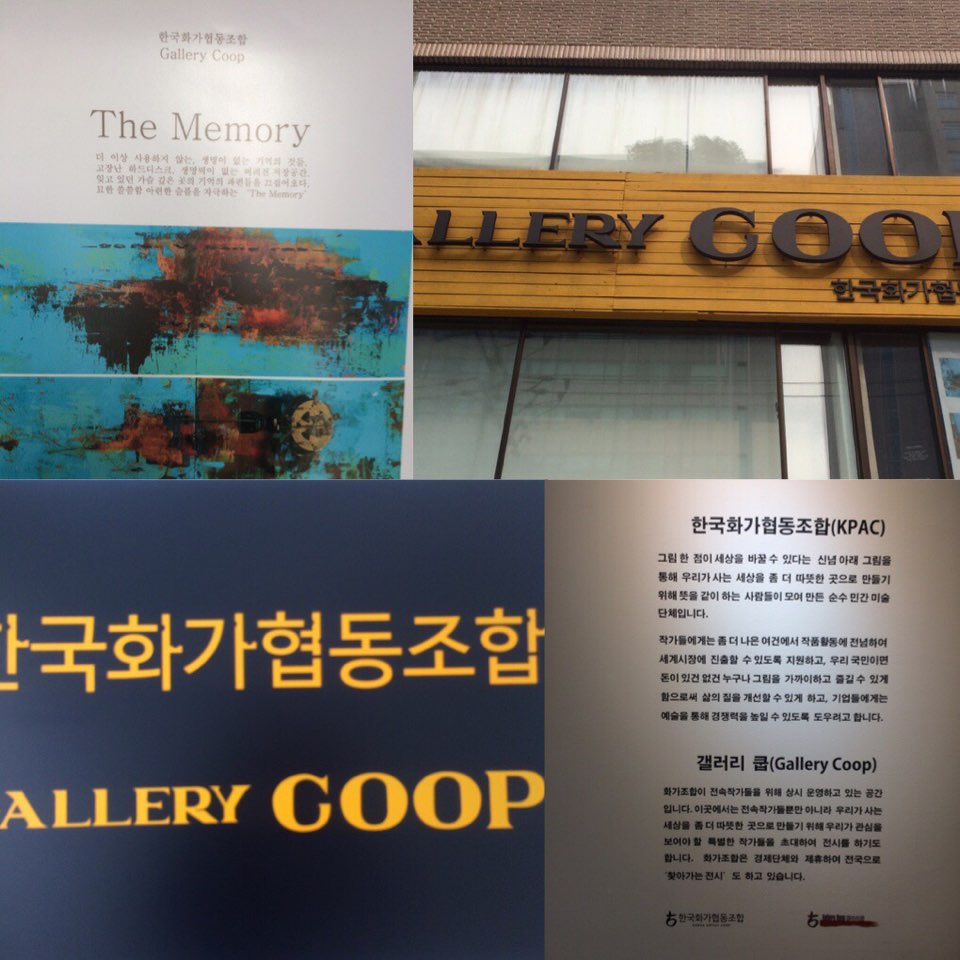 한국화가협동조합
Gallery Coop
The Memory
더 이상 사용하지 않는, 생명이 없는 기억의 것들.
고장난 하드디스크, 생명력이 없는 버려진 저장공간.
잊고 있던 가슴 깊은 곳의 기억의 파편들을 끄집어오다.
묘한 쓸쓸함 아련한 슬픔을 자극하는 "The Memory"
ALLERY COOP
한국화가협
한국화가협동조합
GALLERY COOP
한국화가협동조합(KPAC)
그림 한 점이 세상을 바꿀 수 있다는 신념 아래 그림을
통해 우리가 사는 세상을 좀 더 따뜻한 곳으로 만들기
위해 뜻을 같이 하는 사람들이 모여 만든 순수 민간 미술
단체입니다.
작가들에게는 좀 더 나은 여건에서 작품활동에 전념하여
세계시장에 진출할 수 있도록 지원하고, 우리 국민이면
돈이 있건 없건 누구나 그림을 가까이하고 즐길 수 있게
함으로써 삶의 질을 개선할 수 있게 하고, 기업들에게는
예술을 통해 경쟁력을 높일 수 있도록 도우려고 합니다.
갤러리 쿱(Gallery Coop)
화가조합이 전속작가들을 위해 상시 운영하고 있는 공간
입니다. 이곳에서는 전속작가들뿐만 아니라 우리가 사는
세상을 좀 더 따뜻한 곳으로 만들기 위해 우리가 관심을
보여야 할 특별한 작가들을 초대하여 전시를 하기도
합니다. 화가조합은 경제단체와 제휴하여 전국으로
'찾아가는 전시' 도 하고 있습니다.
한국화가협동조합
KOREA ARTIST COOP